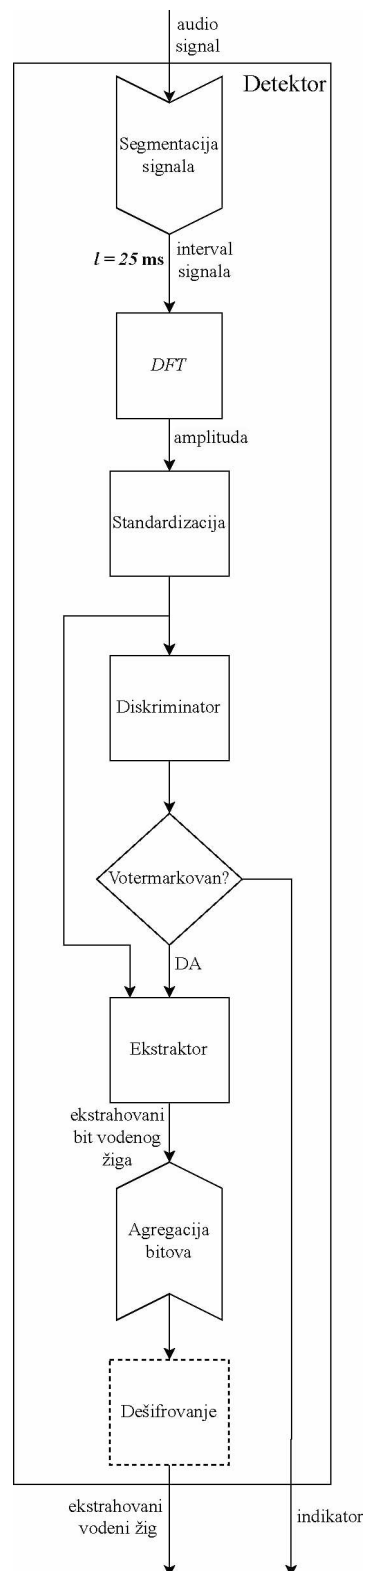 audio
signal
Detektor
Segmentacija
signala
l = 25 ms
interval
signala
DFT
amplituda
Standardizacija
Diskriminator
Votermarkovan?
DA
Ekstraktor
ekstrahovani
bit vodenog
žiga
Agregacija
bitova
Dešifrovanje
ekstrahovani
vodeni žig
indikator